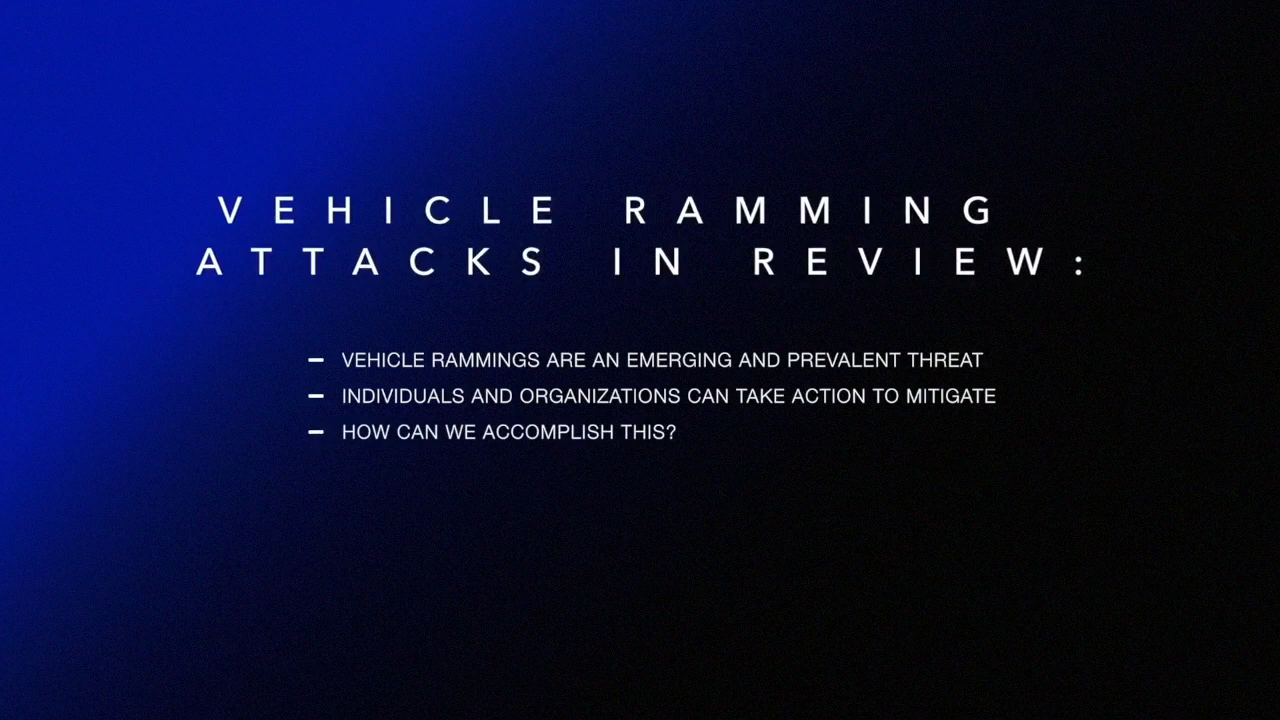 VEHICLE RAMMING
ATTACKS IN REVIEW:
– VEHICLE RAMMINGS ARE AN EMERGING AND PREVALENT THREAT
– INDIVIDUALS AND ORGANIZATIONS CAN TAKE ACTION TO MITIGATE
– HOW CAN WE ACCOMPLISH THIS?